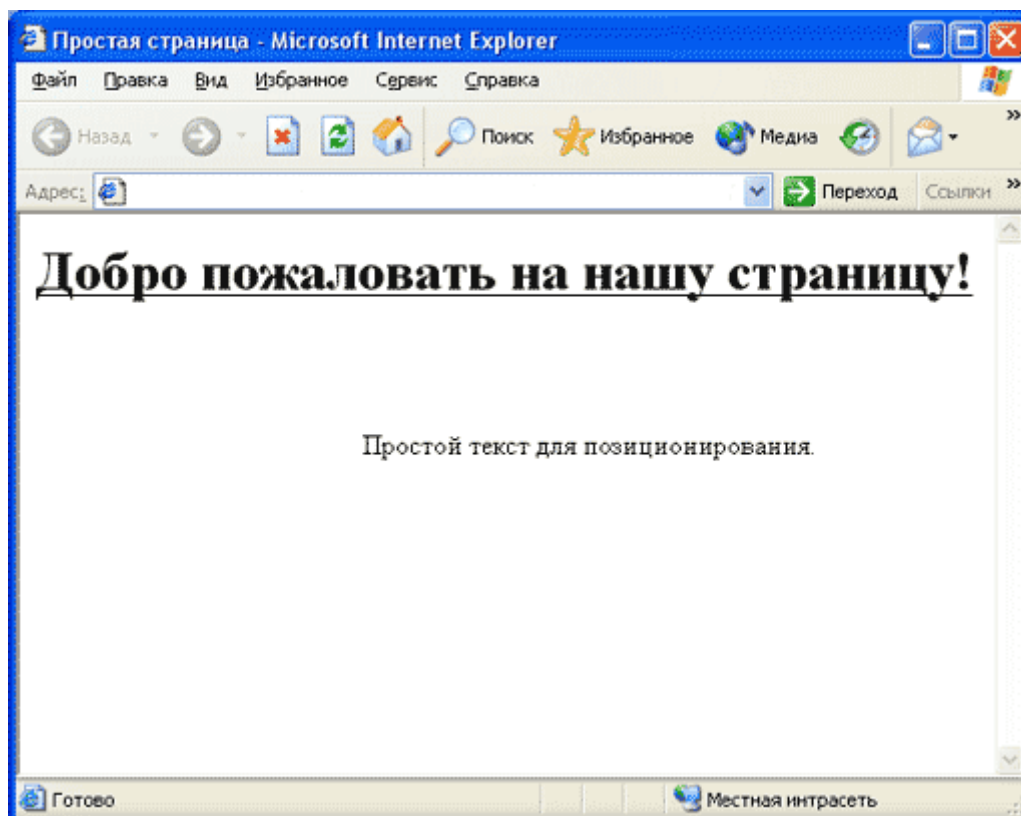 Простая страница - Microsoft Internet Explorer
Файл Правка Вид Избранное Сервис Справка
Назад Поиск Избранное Медиа »
Адрес: Переход Ссылки »
Добро пожаловать на нашу страницу!
Простой текст для позиционирования.
Готово Местная интрасеть